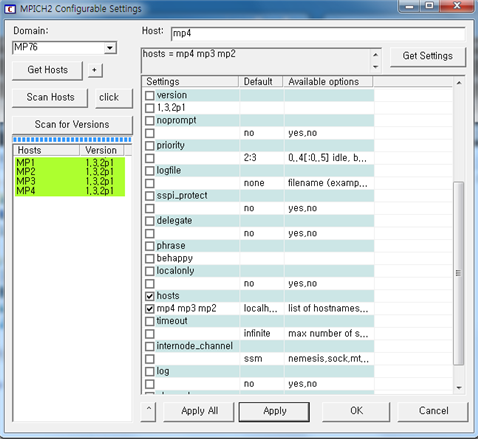 MPICH2 Configurable Settings
Domain:
MP76
Host: mp4
hosts = mp4 mp3 mp2
Get Settings
Get Hosts
+
Scan Hosts
click
Scan for Versions
Hosts Version
MP1 1,3,2p1
MP2 1,3,2p1
MP3 1,3,2p1
MP4 1,3,2p1
Settings Default Available options
version
1,3,2p1
noprompt
no yes,no
priority
2:3 0,,4[:0,,5] idle, b,,,
logfile
none filename (examp,,,
sspi_protect
no yes,no
delegate
no yes,no
phrase
behappy
localonly
no yes,no
hosts
mp4 mp3 mp2 localh,,, list of hostnames,,,
timeout
infinite max number of s,,,
internode_channel
ssm nemesis,sock,mt,,,
log
no yes,no
^
Apply All
Apply
OK
Cancel